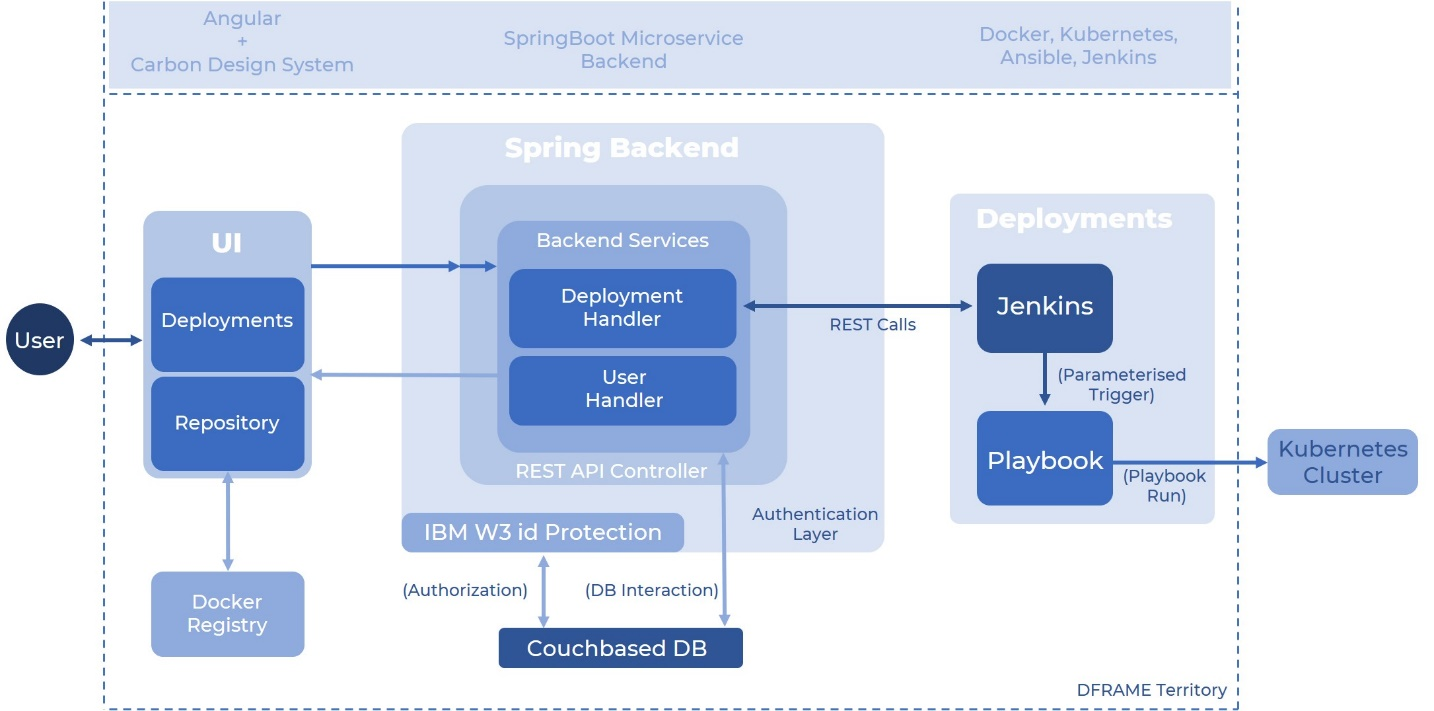 Angular
+
Carbon Design System
SpringBoot Microservice
Backend
Docker, Kubernetes,
Ansible, Jenkins
Spring Backend
UI
Deployments
Repository
User
Backend Services
Deployment
Handler
User
Handler
REST API Controller
REST Calls
Deployments
Jenkins
(Parameterised
Trigger)
Playbook
(Playbook
Run)
Kubernetes
Cluster
IBM W3 id Protection
Authentication
Layer
(Authorization)
(DB Interaction)
Docker
Registry
Couchbased DB
DFRAME Territory